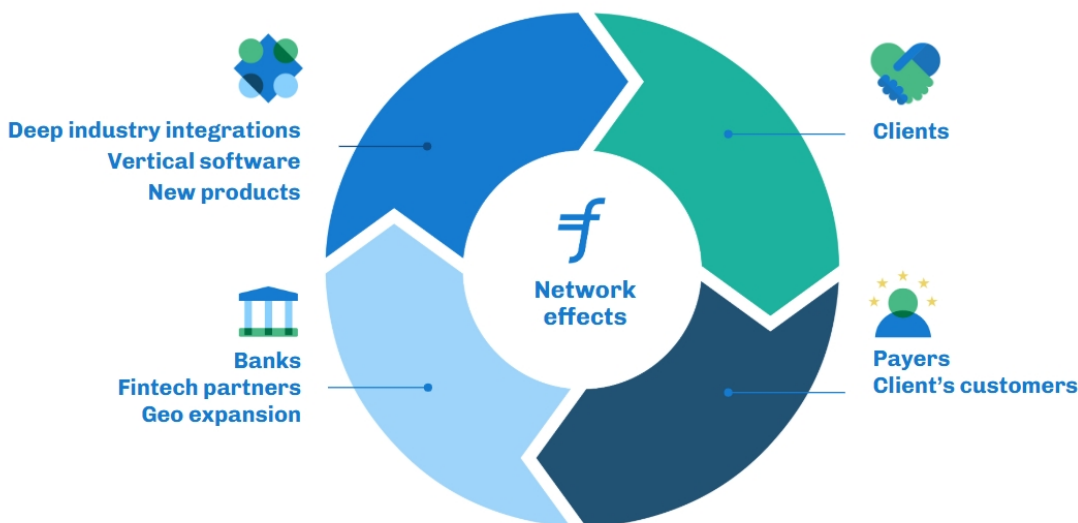 Deep industry integrations
Vertical software
New products
Clients
Network
effects
Banks
Fintech partners
Geo expansion
Payers
Client’s customers